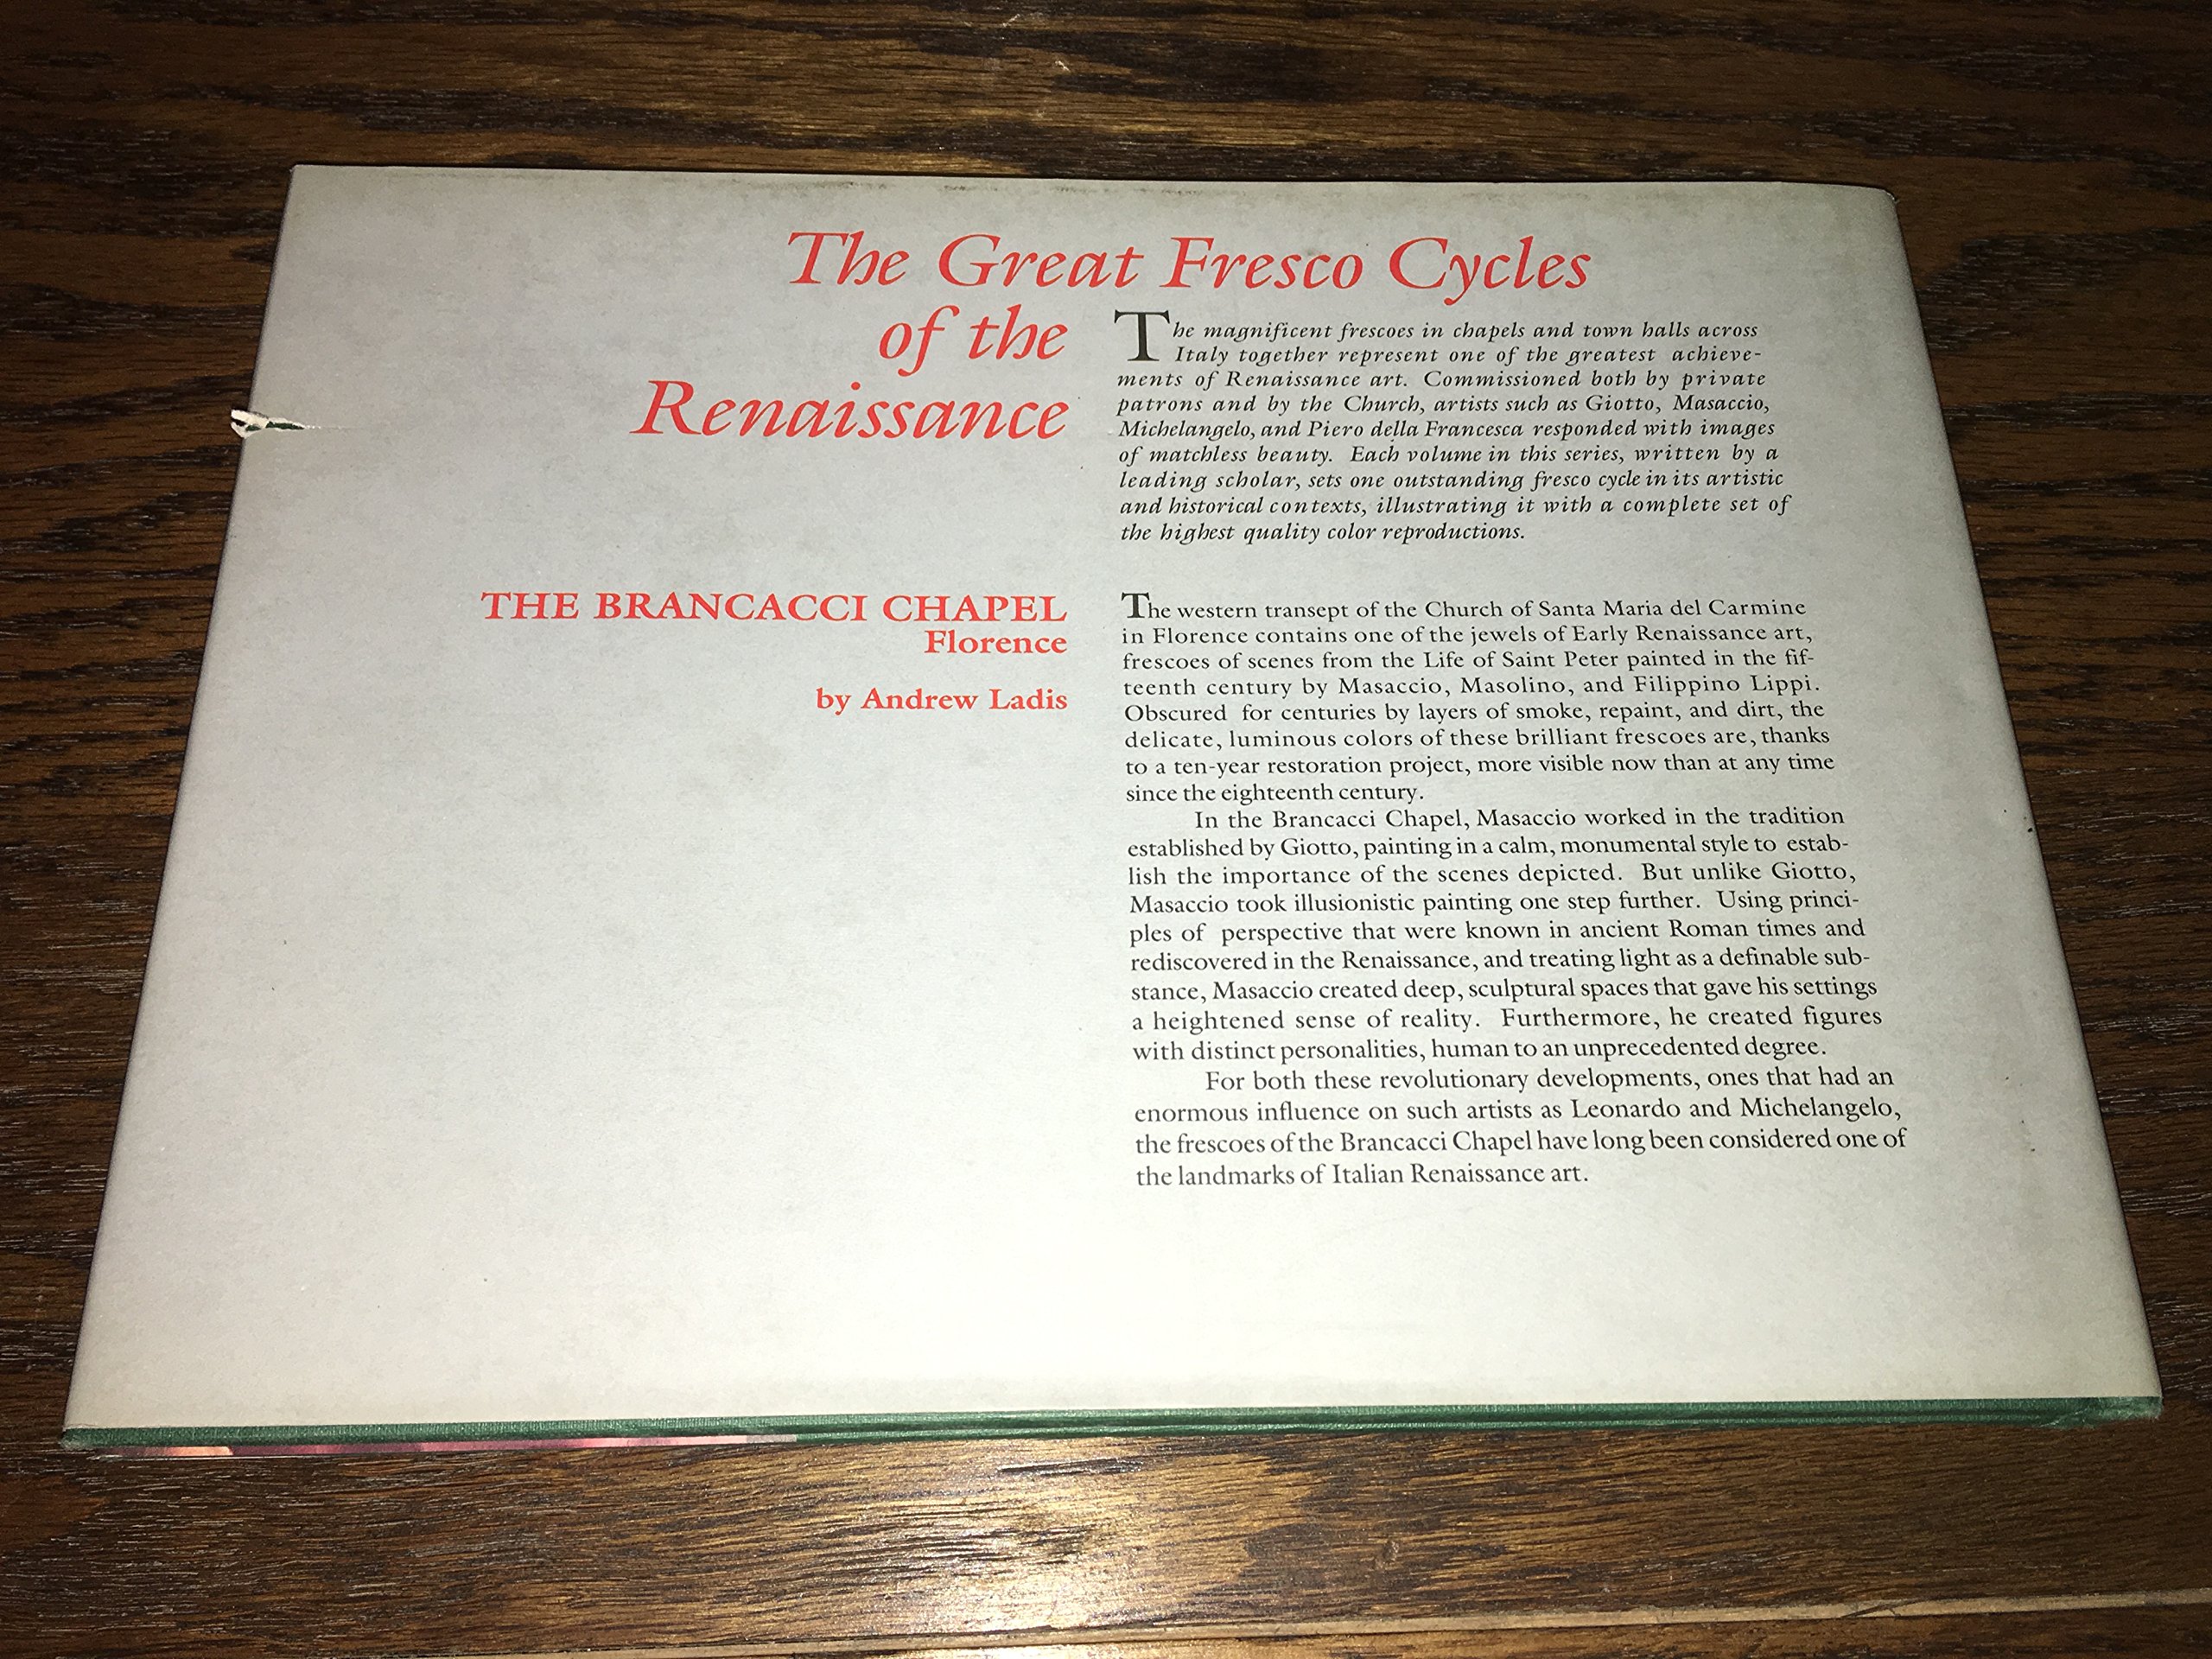 The Great Fresco Cycles
of the
Renaissance
The magnificent frescoes in chapels and town halls across
Italy together represent one of the greatest achieve-
ments of Renaissance art. Commissioned both by private
patrons and by the Church, artists such as Giotto, Masaccio,
Michelangelo, and Piero della Francesca responded with images
of matchless beauty. Each volume in this series, written by a
leading scholar, sets one outstanding fresco cycle in its artistic
and historical contexts, illustrating it with a complete set of
the highest quality color reproductions.
THE BRANCACCI CHAPEL
Florence
by Andrew Ladis
The western transept of the Church of Santa Maria del Carmine
in Florence contains one of the jewels of Early Renaissance art,
frescoes of scenes from the Life of Saint Peter painted in the fif-
teenth century by Masaccio, Masolino, and Filippino Lippi.
Obscured for centuries by layers of smoke, repaint, and dirt, the
delicate, luminous colors of these brilliant frescoes are, thanks
to a ten-year restoration project, more visible now than at any time
since the eighteenth century.
In the Brancacci Chapel, Masaccio worked in the tradition
established by Giotto, painting in a calm, monumental style to estab-
lish the importance of the scenes depicted. But unlike Giotto,
Masaccio took illusionistic painting one step further. Using princi-
ples of perspective that were known in ancient Roman times and
rediscovered in the Renaissance, and treating light as a definable sub-
stance, Masaccio created deep, sculptural spaces that gave his settings
a heightened sense of reality. Furthermore, he created figures
with distinct personalities, human to an unprecedented degree.
For both these revolutionary developments, ones that had an
enormous influence on such artists as Leonardo and Michelangelo,
the frescoes of the Brancacci Chapel have long been considered one of
the landmarks of Italian Renaissance art.